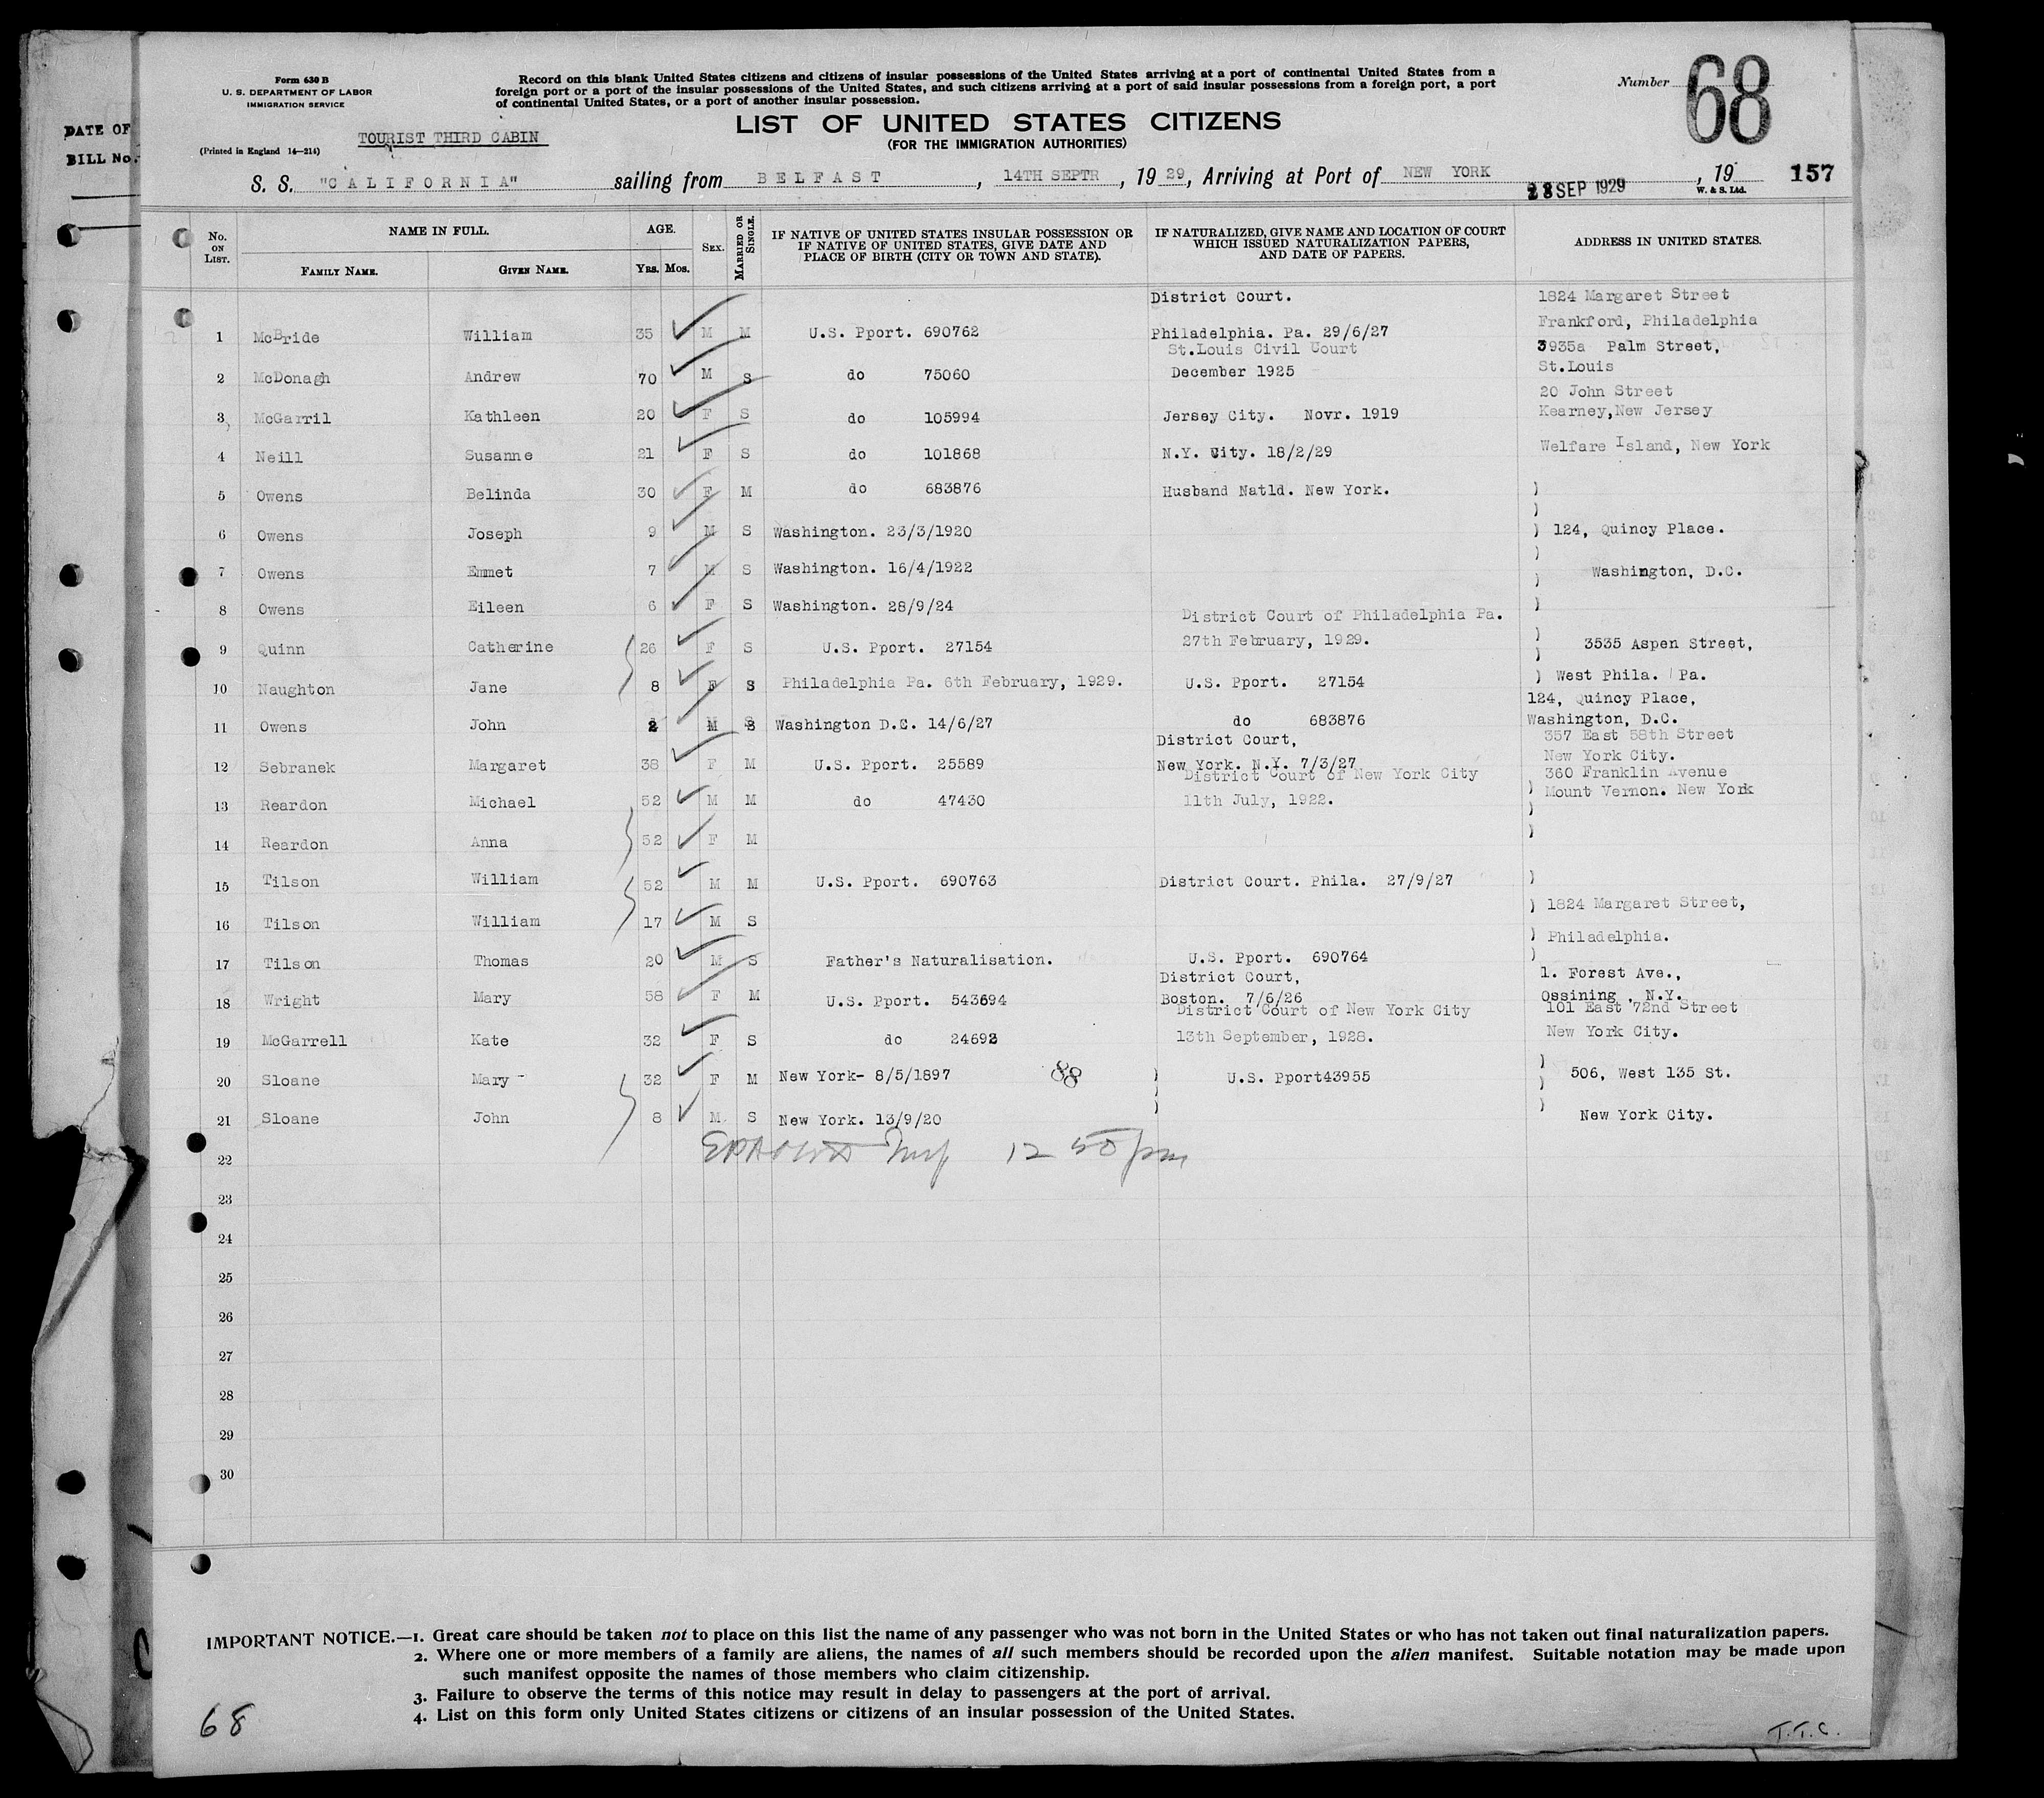 Form 630 B
U. S. DEPARTMENT OF LABOR
IMMIGRATION SERVICE
(Printed in England 14—214)
TOURIST THIRD CABIN
Record on this blank United States citizens and citizens of insular possessions of the United States arriving at a port of continental United States from a
foreign port or a port of the insular possessions of the United States, and such citizens arriving at a port of said insular possessions from a foreign port, a port
of continental United States, or a port of another insular possession.
Number 68
LIST OF UNITED STATES CITIZENS
(FOR THE IMMIGRATION AUTHORITIES)
DATE OF
BILL No.
S. S. "CALIFORNIA" sailing from BELFAST, 14TH SEPTR, 1929, Arriving at Port of NEW YORK SEP 1929, 19 157
W. & S. Ltd.
No. ON LIST. NAME IN FULL. FAMILY NAME. GIVEN NAME. AGE. YRS. MOS. SEX. MARRIED OR SINGLE. IF NATIVE OF UNITED STATES INSULAR POSSESSION OR IF NATIVE OF UNITED STATES, GIVE DATE AND PLACE OF BIRTH (CITY OR TOWN AND STATE). IF NATURALIZED, GIVE NAME AND LOCATION OF COURT WHICH ISSUED NATURALIZATION PAPERS, AND DATE OF PAPERS. ADDRESS IN UNITED STATES.
District Court. 1824 Margaret Street
1 McBride William 35 M M U.S. Pport. 690762 Philadelphia. Pa. 29/6/27 Frankford, Philadelphia
St.Louis Civil Court 3935a Palm Street,
2 McDonagh Andrew 70 M S do 75060 December 1925 St.Louis
20 John Street
3 McGarril Kathleen 20 F S do 105994 Jersey City. Novr. 1919 Kearney,New Jersey
4 Neill Susanne 21 F S do 101868 N.Y. City. 18/2/29 Welfare Island, New York
5 Owens Belinda 30 F M do 683876 Husband Natld. New York. )
6 Owens Joseph 9 M S Washington. 23/3/1920 ) 124, Quincy Place.
7 Owens Emmet 7 M S Washington. 16/4/1922 ) Washington, D.C.
8 Owens Eileen 6 F S Washington. 28/9/24 )
District Court of Philadelphia Pa.
9 Quinn Catherine 26 F S U.S. Pport. 27154 27th February, 1929. ) 3535 Aspen Street,
10 Naughton Jane 8 F S Philadelphia Pa. 6th February, 1929. U.S. Pport. 27154 ) West Phila. Pa.
124, Quincy Place,
11 Owens John 2 M S Washington D.C. 14/6/27 do 683876 Washington, D.C.
District Court, 357 East 58th Street
12 Sebranek Margaret 38 F M U.S. Pport. 25589 New York. N.Y. 7/3/27 New York City.
District Court of New York City 360 Franklin Avenue
13 Reardon Michael 52 M M do 47430 11th July, 1922. ) Mount Vernon. New York
14 Reardon Anna 52 F M )
15 Tilson William 52 M M U.S. Pport. 690763 District Court. Phila. 27/9/27 )
16 Tilson William 17 M S ) 1824 Margaret Street,
) Philadelphia.
17 Tilson Thomas 20 M S Father's Naturalisation. U.S. Pport. 690764 )
District Court, 1. Forest Ave.,
18 Wright Mary 58 F M U.S. Pport. 543694 Boston. 7/6/26 Ossining , N.Y.
District Court of New York City 101 East 72nd Street
19 McGarrell Kate 32 F S do 24692 13th September, 1928. New York City.
20 Sloane Mary 32 F M New York- 8/5/1897 88 ) U.S. Pport43955 ) 506, West 135 St.
21 Sloane John 8 M S New York. 13/9/20 ) New York City.
12 50 pm
22
23
24
25
26
27
28
29
30
IMPORTANT NOTICE.—1. Great care should be taken not to place on this list the name of any passenger who was not born in the United States or who has not taken out final naturalization papers.
2. Where one or more members of a family are aliens, the names of all such members should be recorded upon the alien manifest. Suitable notation may be made upon
such manifest opposite the names of those members who claim citizenship.
3. Failure to observe the terms of this notice may result in delay to passengers at the port of arrival.
4. List on this form only United States citizens or citizens of an insular possession of the United States.
68
T.T.C.